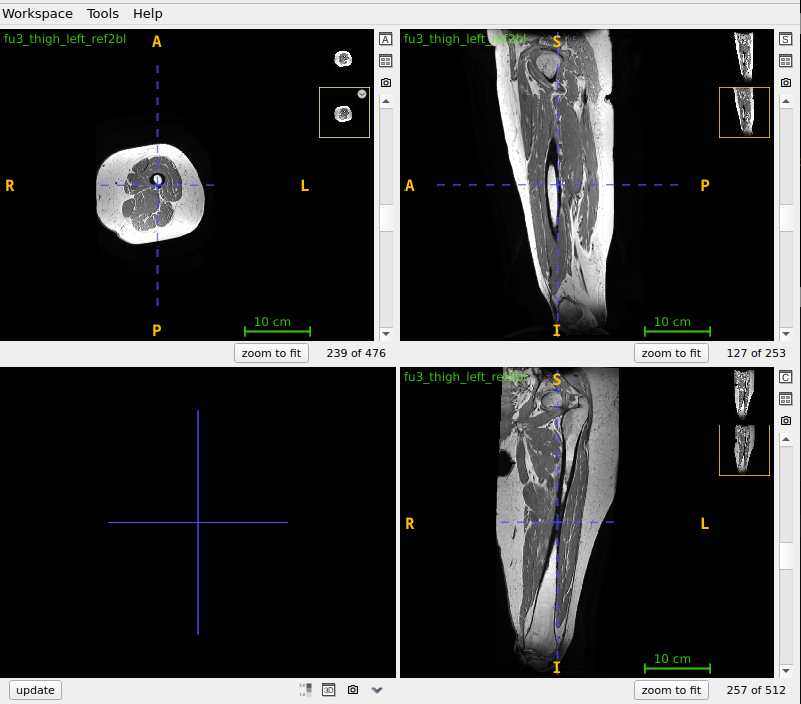 Workspace Tools Help
fu3_thigh_left_ref2bl
A
A
R
L
P
10 cm
zoom to fit
239 of 476
fu3_thigh_left_ref2bl
S
S
A
P
I
10 cm
zoom to fit
127 of 253
update
3D
fu3_thigh_left_ref2bl
S
C
R
L
I
10 cm
zoom to fit
257 of 512